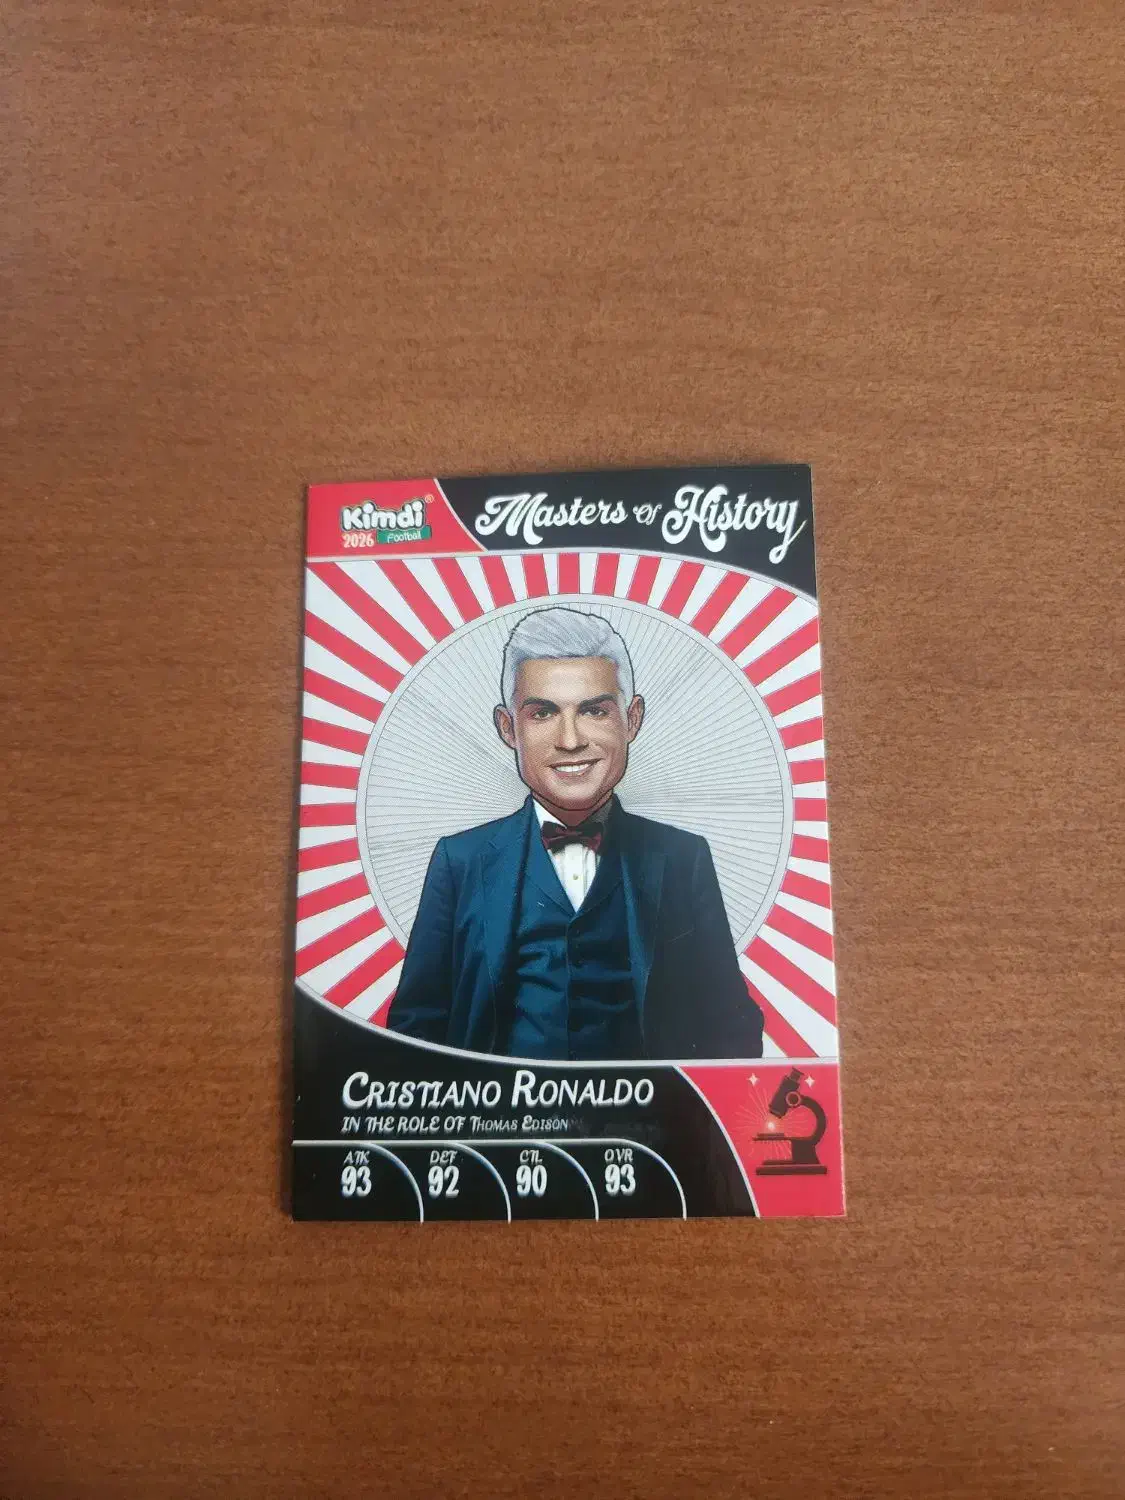 Kimdi®
2026 Football
Masters Of History
CRISTIANO RONALDO
IN THE ROLE OF THOMAS EDISON
ATK DEF CTL OVR
93 92 90 93